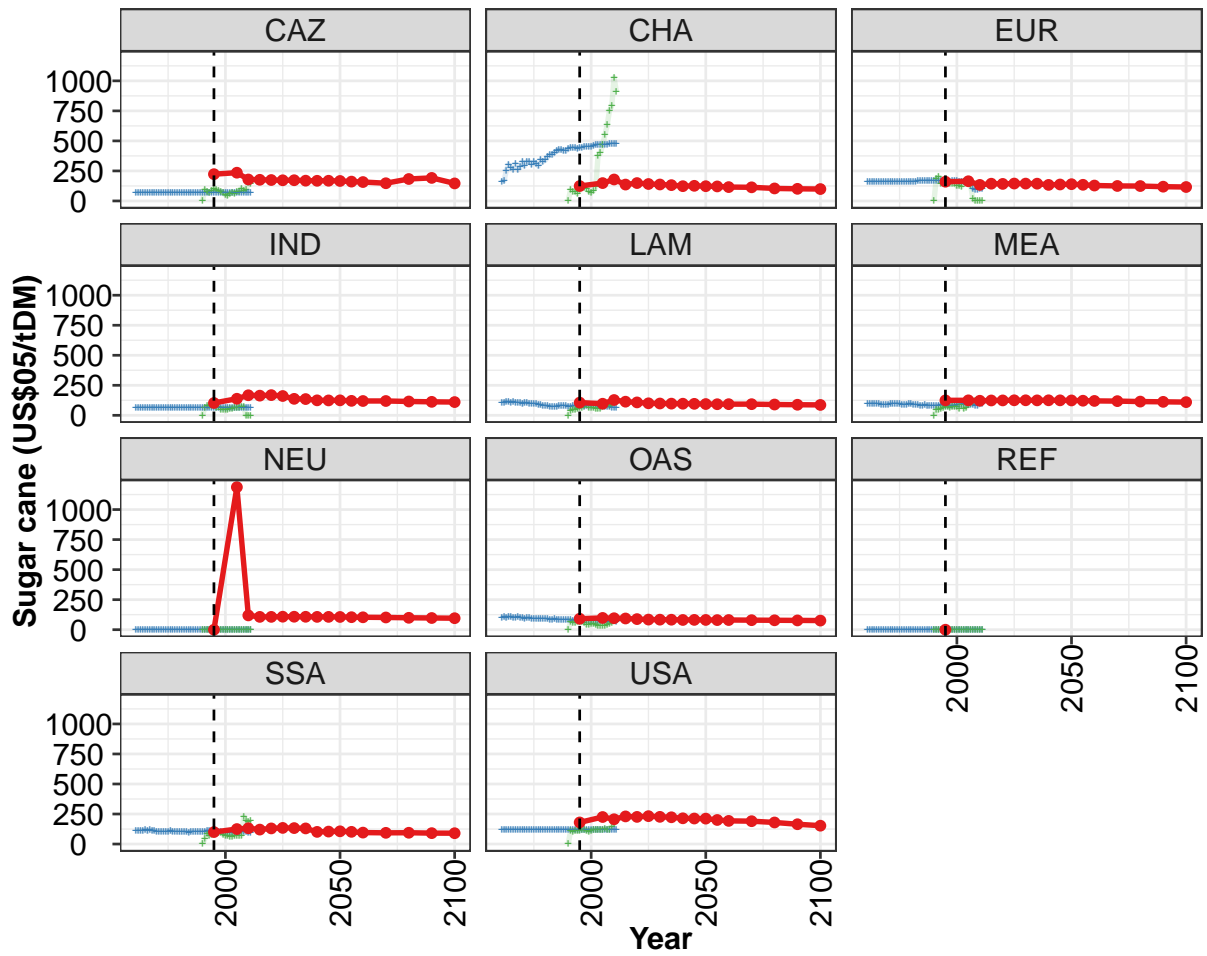 CAZ CHA EUR
1000
750
500
250
0
IND LAM MEA
1000
750
500
250
0
NEU OAS REF
1000
750
500
250
0
2000 2050 2100
SSA USA
1000
750
500
250
0
2000 2050 2100 2000 2050 2100
Year
Sugar cane (US$05/tDM)